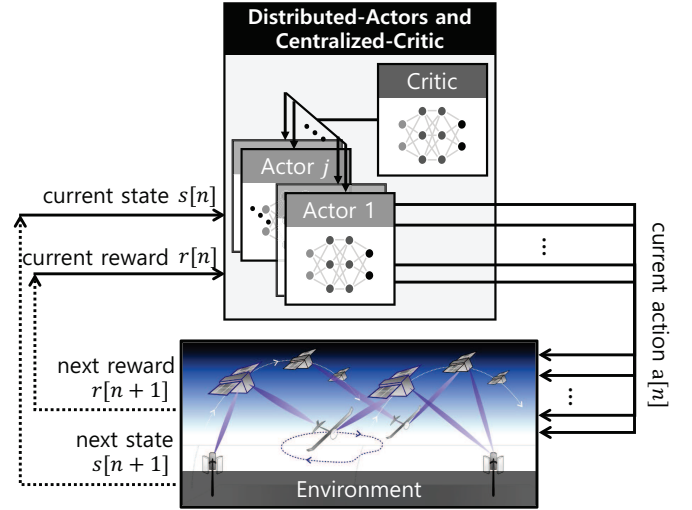 Distributed-Actors and
Centralized-Critic
Critic
Actor j
Actor 1
current state s[n]
current reward r[n]
current action a[n]
next reward
r[n + 1]
next state
s[n + 1]
Environment